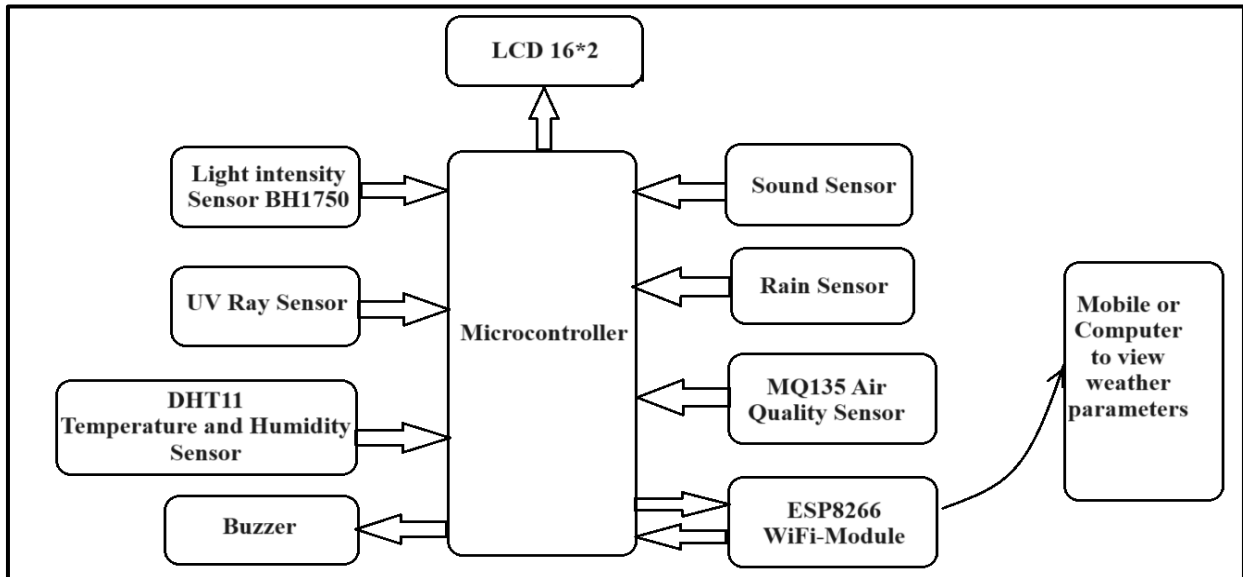 LCD 16*2
Light intensity
Sensor BH1750
Sound Sensor
UV Ray Sensor
Rain Sensor
Microcontroller
Mobile or
Computer
to view
weather
parameters
DHT11
Temperature and Humidity
Sensor
MQ135 Air
Quality Sensor
Buzzer
ESP8266
WiFi-Module